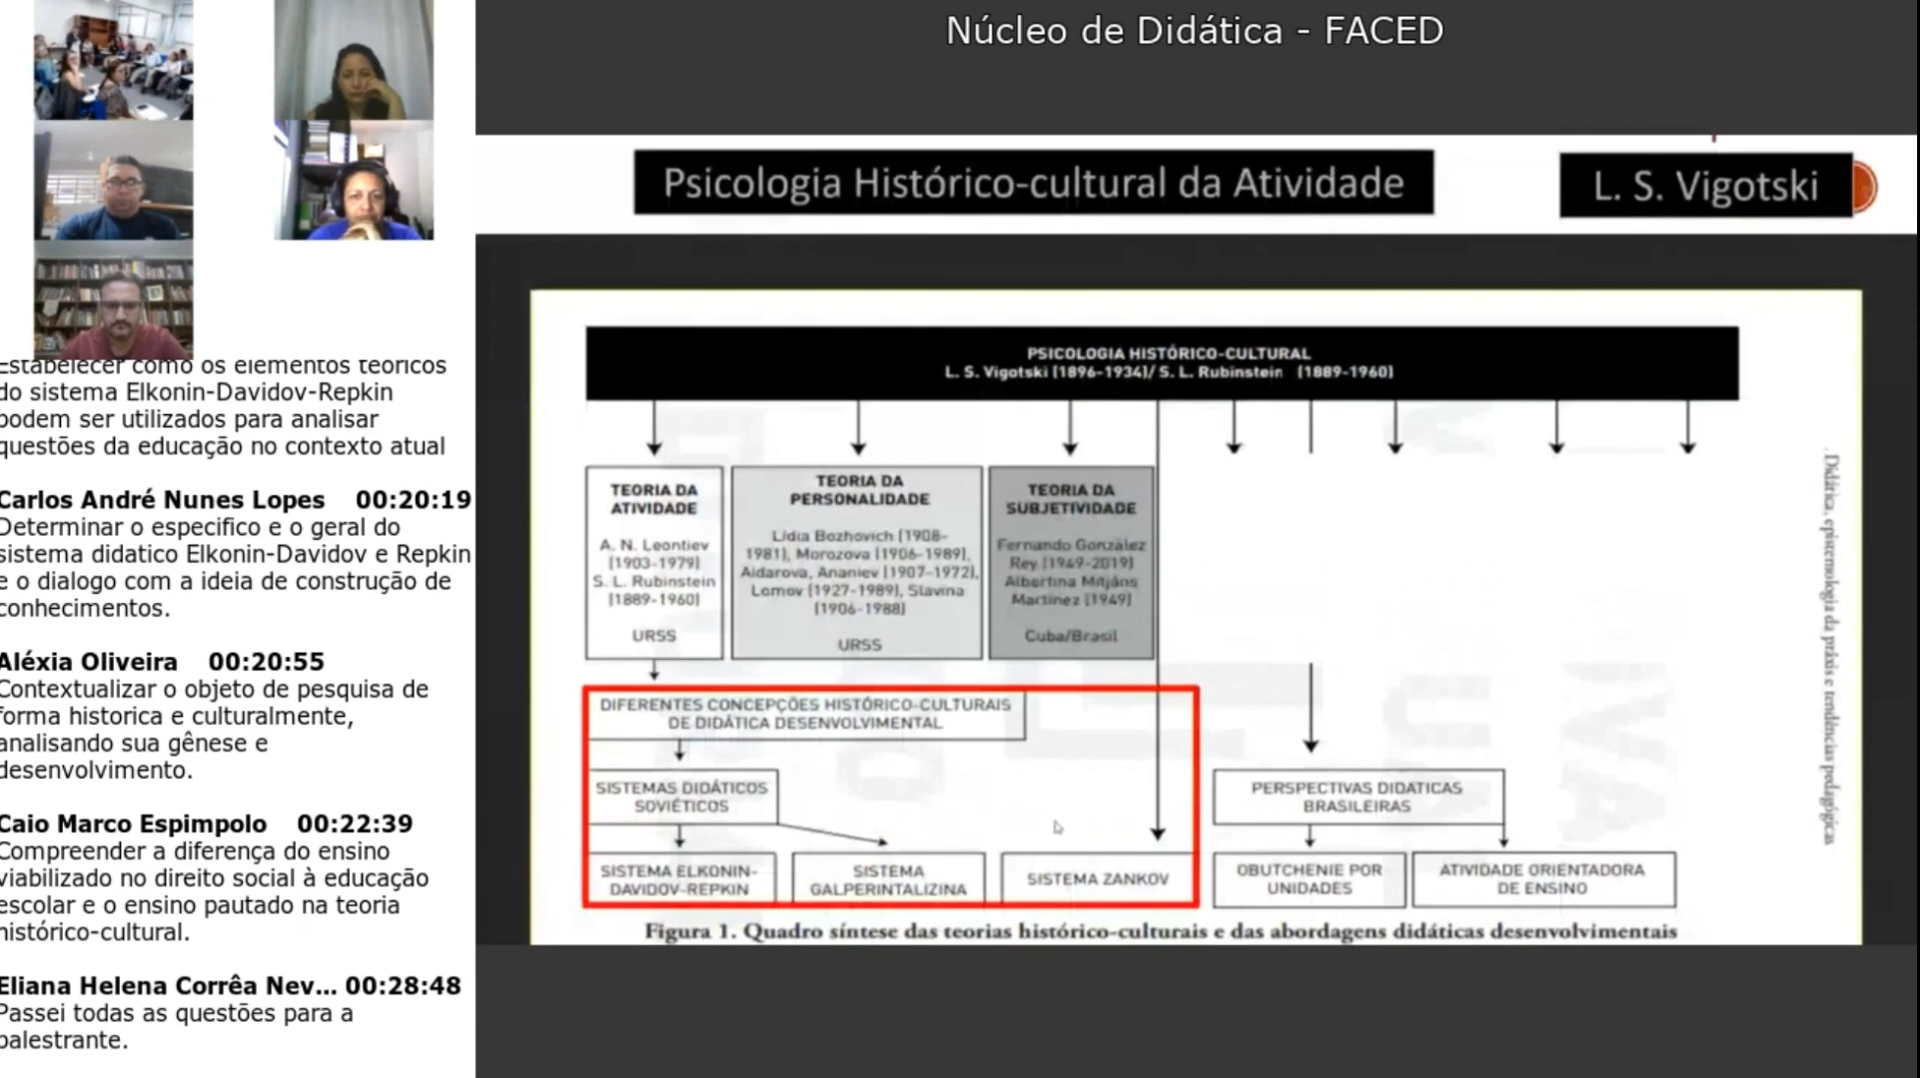 Núcleo de Didática - FACED
Psicologia Histórico-cultural da Atividade
L. S. Vigotski
PSICOLOGIA HISTÓRICO-CULTURAL
L. S. Vigotski (1896-1934)/ S. L. Rubinstein (1889-1960)
TEORIA DA
ATIVIDADE
A. N. Leontiev
(1903-1979)
S. L. Rubinstein
(1889-1960)
URSS
TEORIA DA
PERSONALIDADE
Lídia Bozhovich (1908-
1981), Morozova (1906-1989),
Aidarova, Ananiev (1907-1972),
Lomov (1927-1989), Slavina
(1906-1988)
URSS
TEORIA DA
SUBJETIVIDADE
Fernando González
Rey (1949-2019)
Albertina Mitjáns
Martínez (1949)
Cuba/Brasil
DIFERENTES CONCEPÇÕES HISTÓRICO-CULTURAIS
DE DIDÁTICA DESENVOLVIMENTAL
SISTEMAS DIDÁTICOS
SOVIÉTICOS
PERSPECTIVAS DIDATICAS
BRASILEIRAS
SISTEMA ELKONIN-
DAVIDOV-REPKIN
SISTEMA
GALPERINTALIZINA
SISTEMA ZANKOV
OBUTCHENIE POR
UNIDADES
ATIVIDADE ORIENTADORA
DE ENSINO
Figura 1. Quadro síntese das teorias histórico-culturais e das abordagens didáticas desenvolvimentais
Didática, epistemologia da práxis e tendências pedagógicas
Estabelecer como os elementos teoricos
do sistema Elkonin-Davidov-Repkin
podem ser utilizados para analisar
questões da educação no contexto atual
Carlos André Nunes Lopes 00:20:19
Determinar o especifico e o geral do
sistema didatico Elkonin-Davidov e Repkin
e o dialogo com a ideia de construção de
conhecimentos.
Aléxia Oliveira 00:20:55
Contextualizar o objeto de pesquisa de
forma historica e culturalmente,
analisando sua gênese e
desenvolvimento.
Caio Marco Espimpolo 00:22:39
Compreender a diferença do ensino
viabilizado no direito social à educação
escolar e o ensino pautado na teoria
histórico-cultural.
Eliana Helena Corrêa Nev... 00:28:48
Passei todas as questões para a
palestrante.